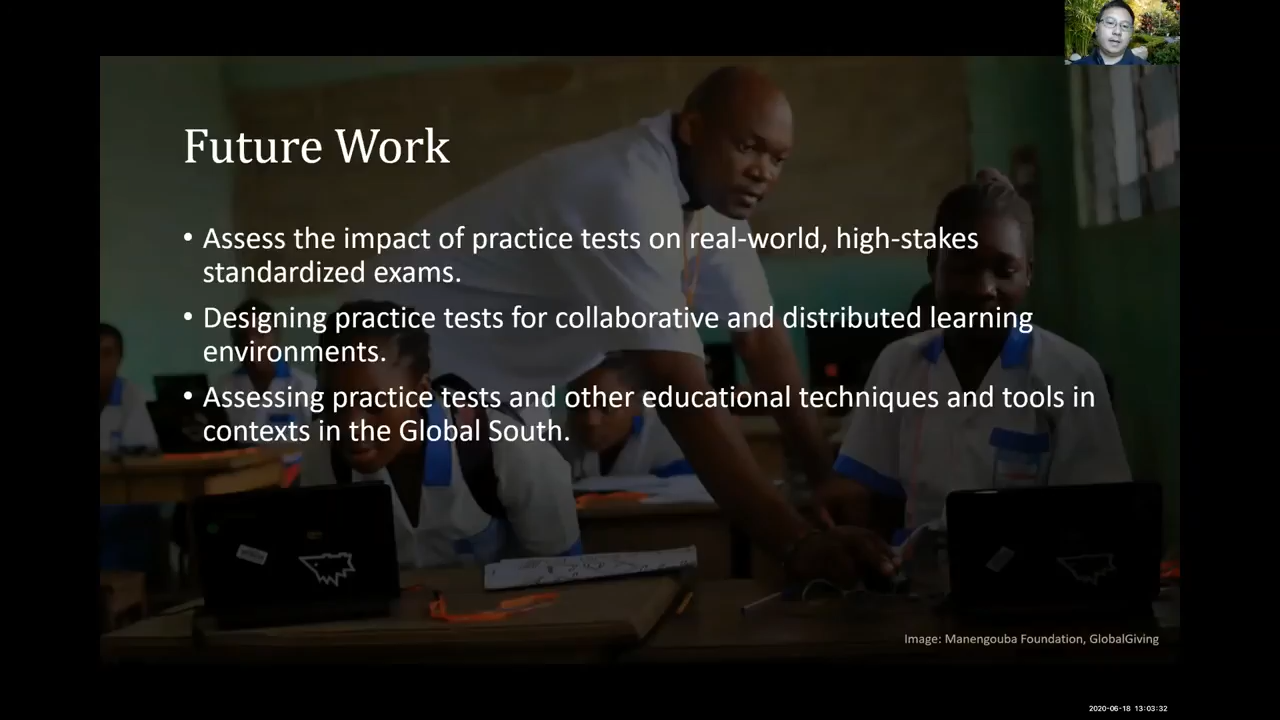 Future Work
• Assess the impact of practice tests on real-world, high-stakes
standardized exams.
• Designing practice tests for collaborative and distributed learning
environments.
• Assessing practice tests and other educational techniques and tools in
contexts in the Global South.
Image: Manengouba Foundation, GlobalGiving
2020-06-18 13:03:32